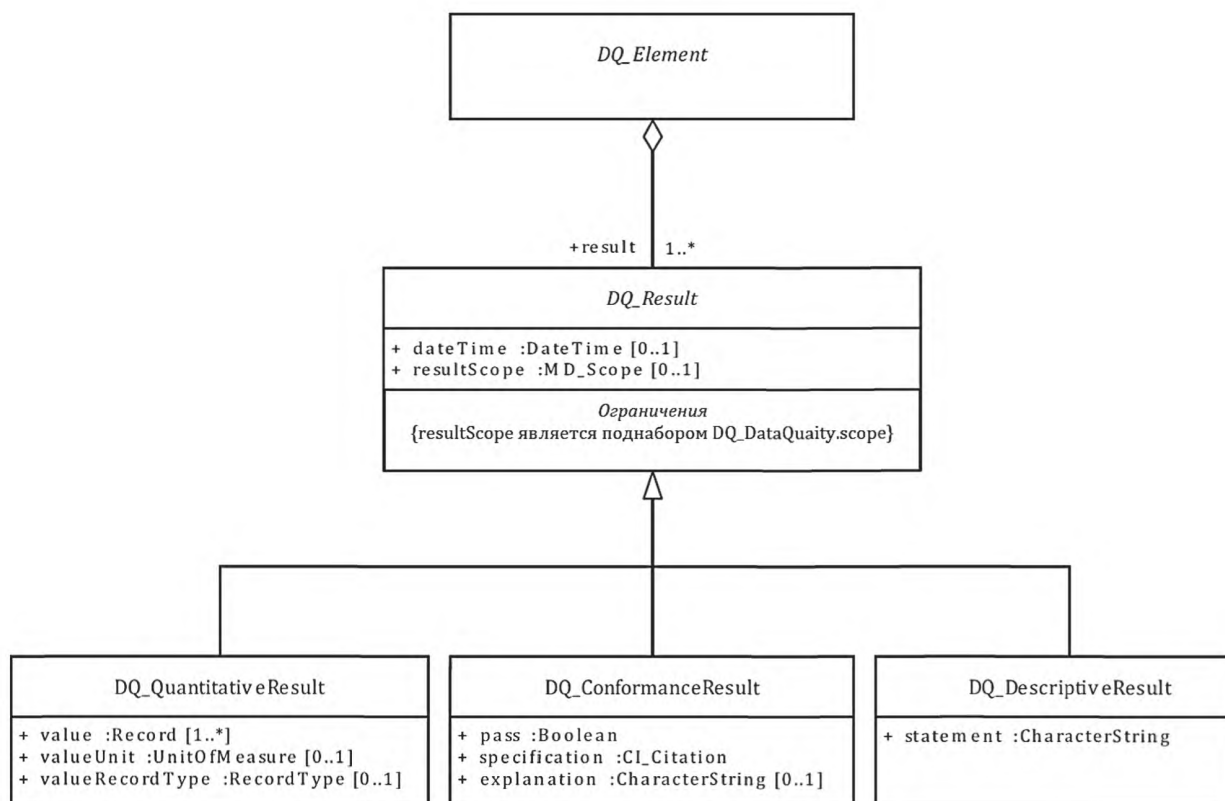 DQ_Element
+result 1..*
DQ_Result
+ dateTime :DateTime [0..1]
+ resultScope :MD_Scope [0..1]
Ограничения
{resultScope является поднабором DQ_DataQuaity.scope}
DQ_QuantitativeResult
+ value :Record [1..*]
+ valueUnit :UnitOfMeasure [0..1]
+ valueRecordType :RecordType [0..1]
DQ_ConformanceResult
+ pass :Boolean
+ specification :CI_Citation
+ explanation :CharacterString [0..1]
DQ_DescriptiveResult
+ statement :CharacterString